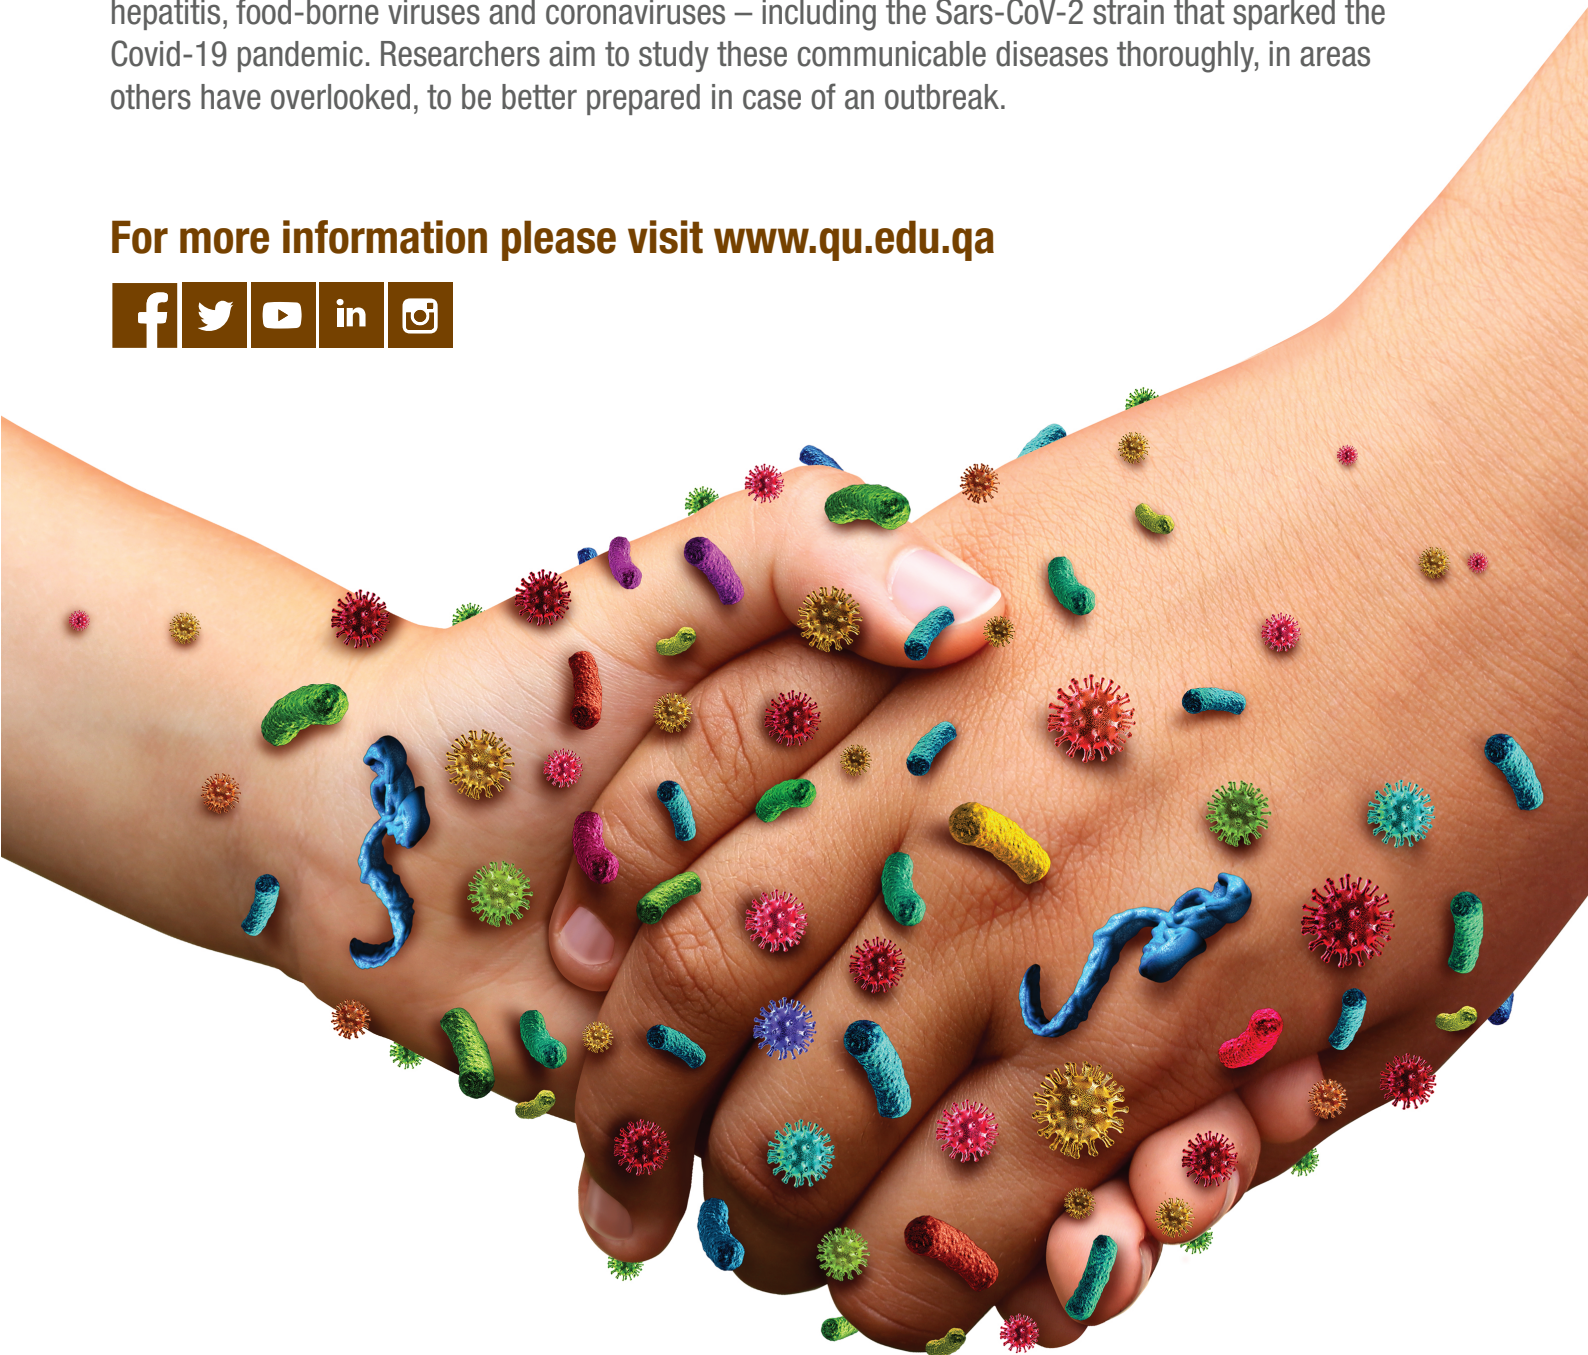 hepatitis, food-borne viruses and coronaviruses – including the Sars-CoV-2 strain that sparked the
Covid-19 pandemic. Researchers aim to study these communicable diseases thoroughly, in areas
others have overlooked, to be better prepared in case of an outbreak.
For more information please visit www.qu.edu.qa
in